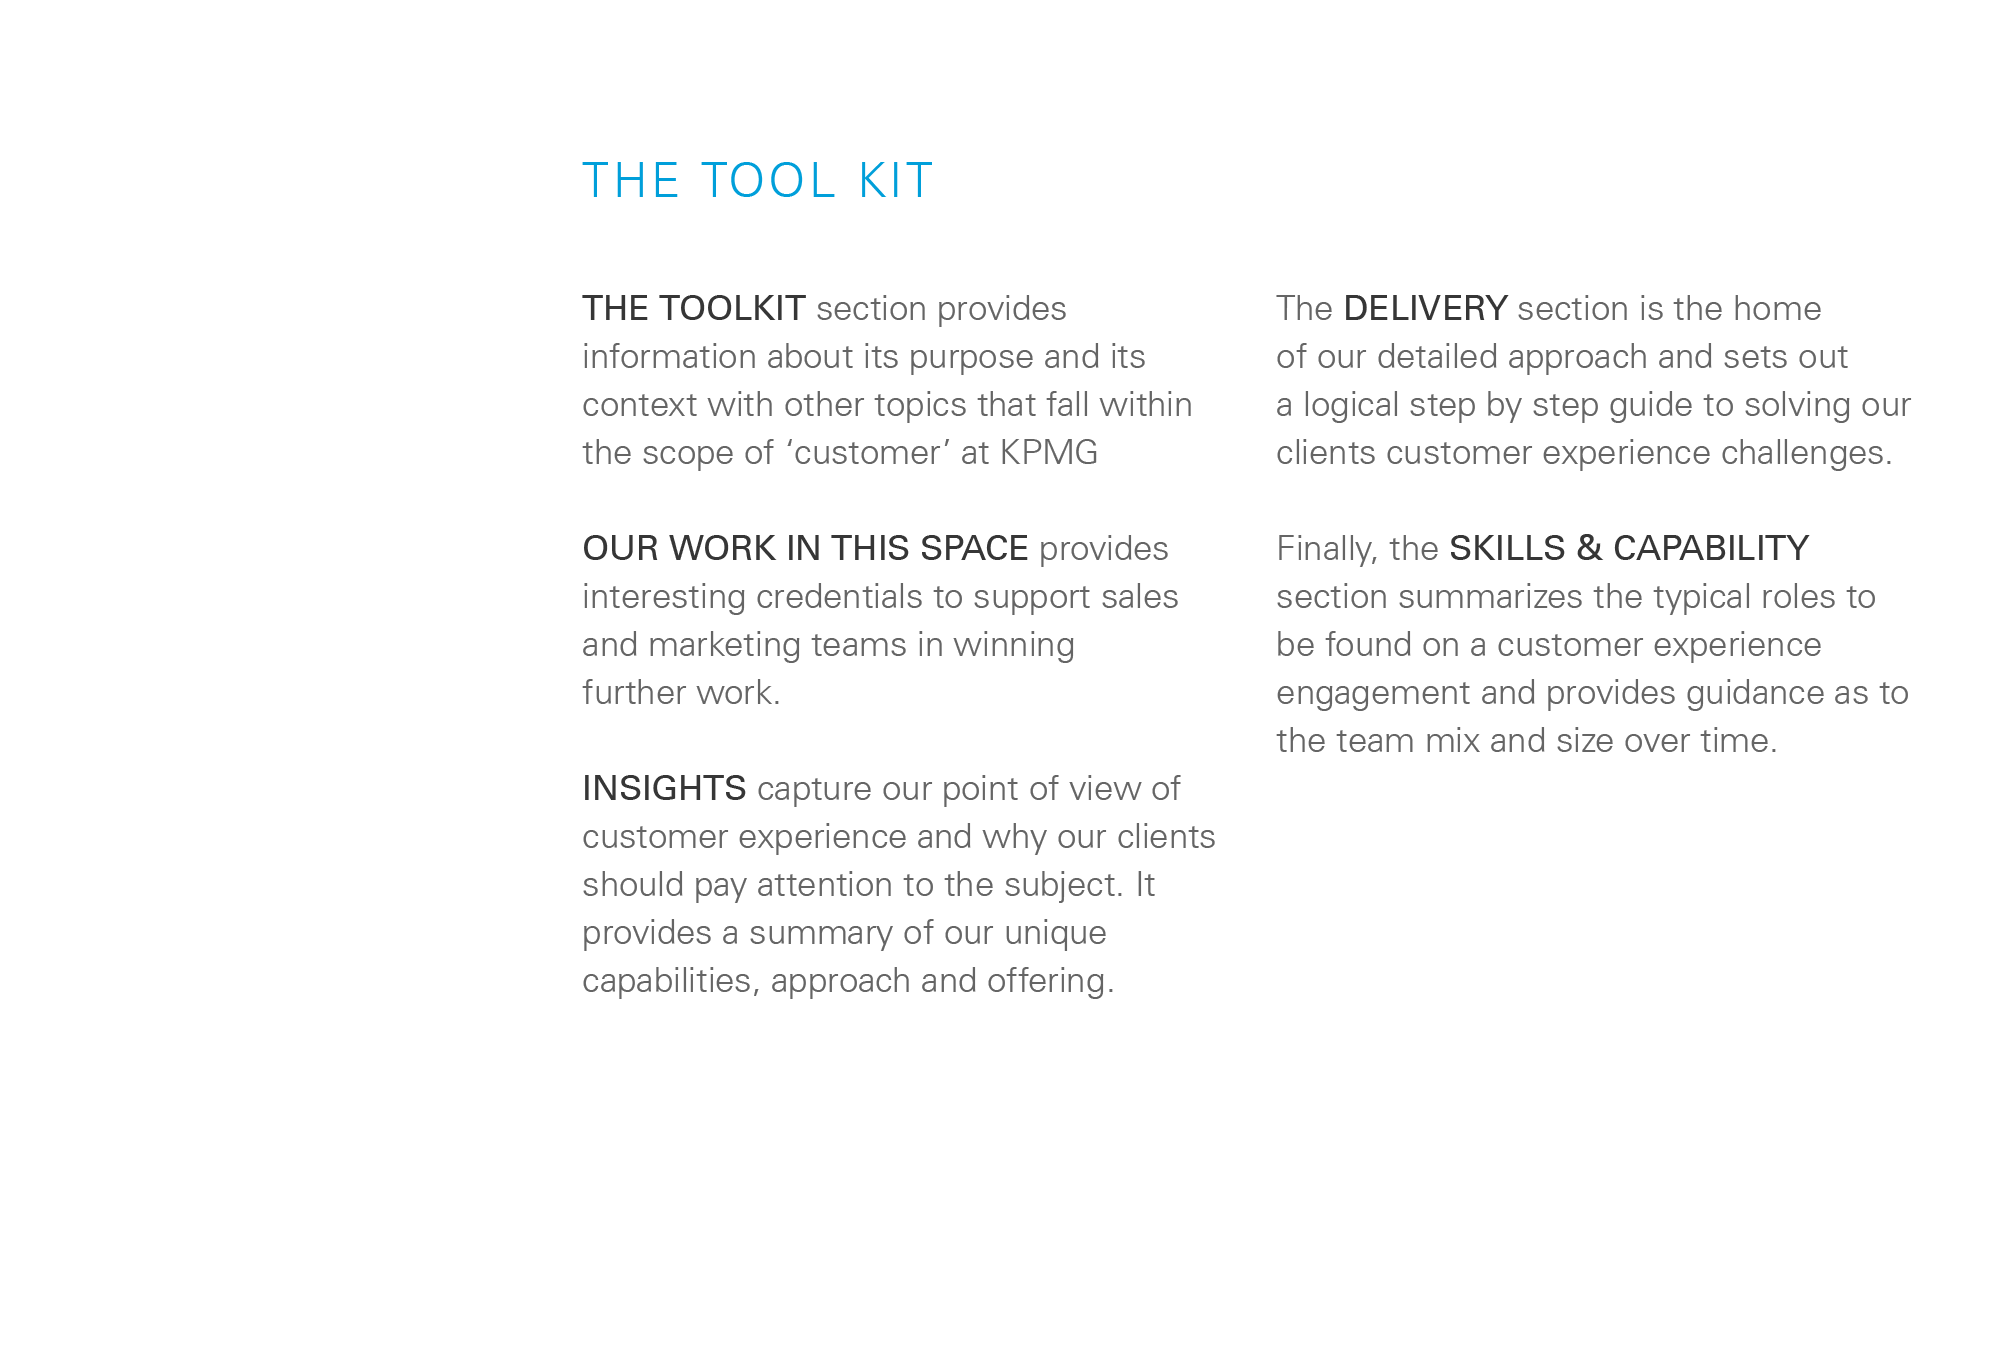 THE TOOL KIT
THE TOOLKIT section provides
information about its purpose and its
context with other topics that fall within
the scope of ‘customer’ at KPMG
OUR WORK IN THIS SPACE provides
interesting credentials to support sales
and marketing teams in winning
further work.
INSIGHTS capture our point of view of
customer experience and why our clients
should pay attention to the subject. It
provides a summary of our unique
capabilities, approach and offering.
The DELIVERY section is the home
of our detailed approach and sets out
a logical step by step guide to solving our
clients customer experience challenges.
Finally, the SKILLS & CAPABILITY
section summarizes the typical roles to
be found on a customer experience
engagement and provides guidance as to
the team mix and size over time.